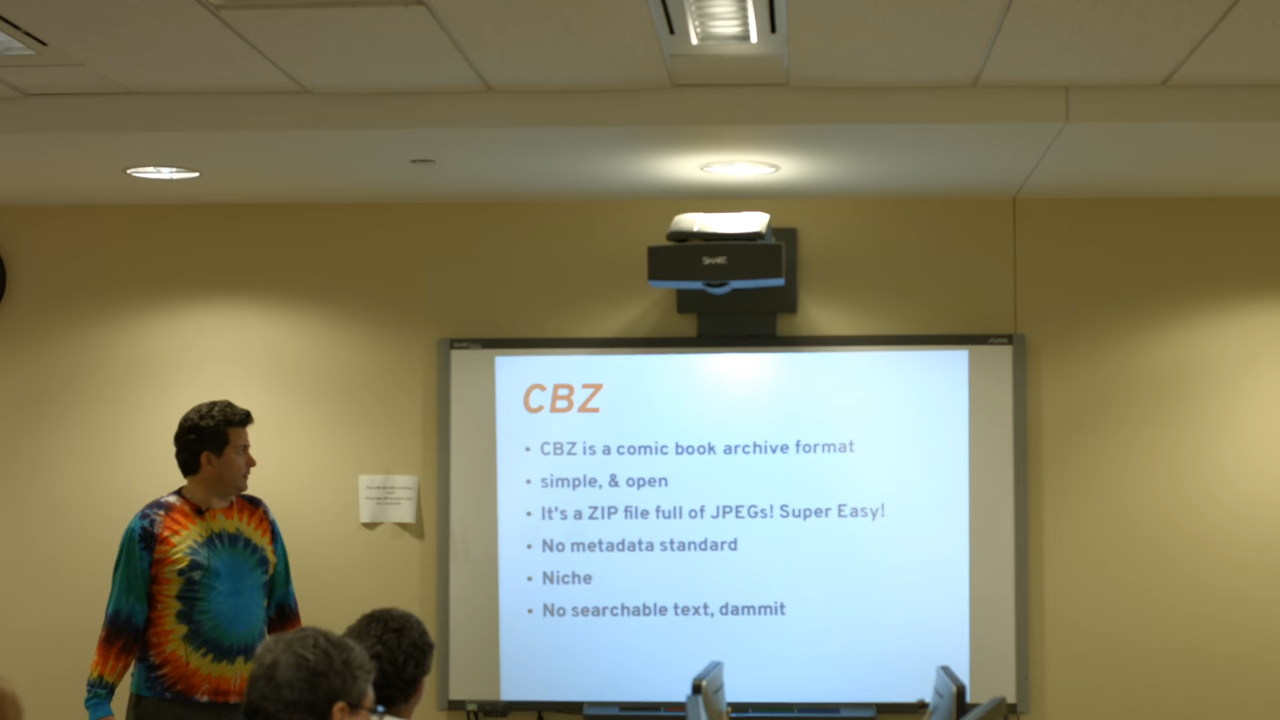 SMART
CBZ
• CBZ is a comic book archive format
• simple, & open
• It's a ZIP file full of JPEGs! Super Easy!
• No metadata standard
• Niche
• No searchable text, dammit